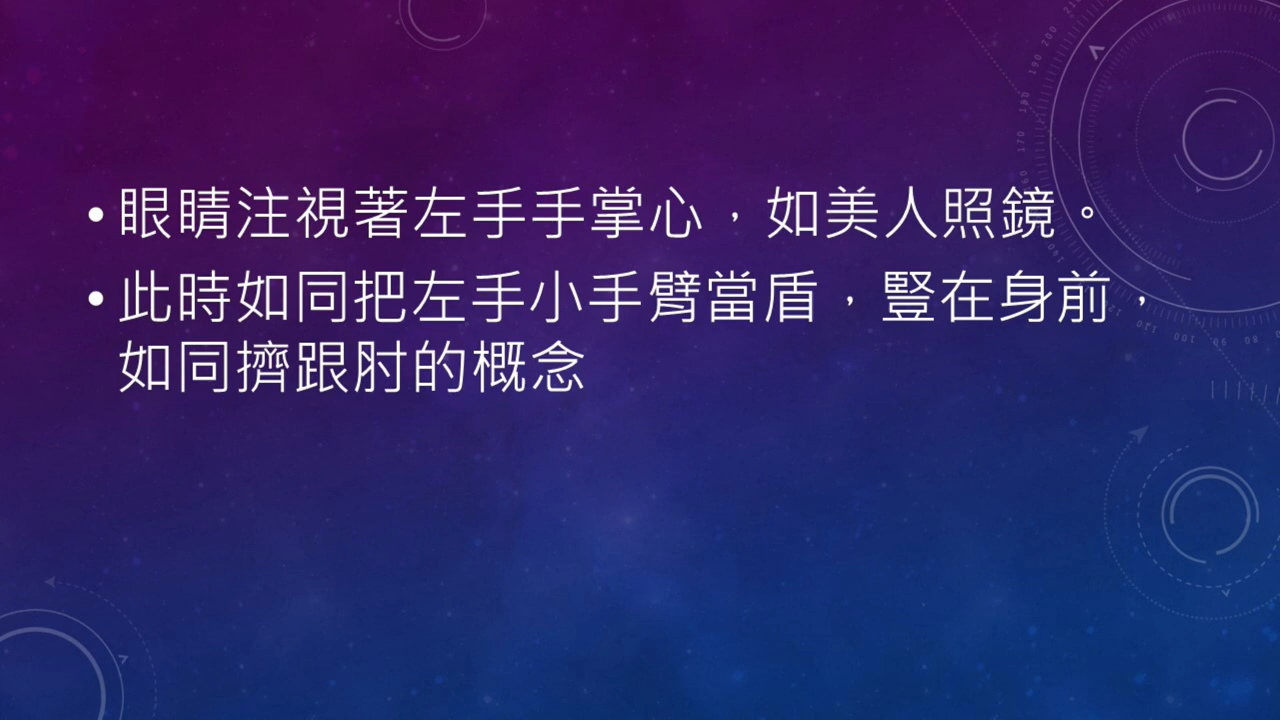 • 眼睛注視著左手手掌心，如美人照鏡。
• 此時如同把左手小手臂當盾，豎在身前，
如同擠跟肘的概念